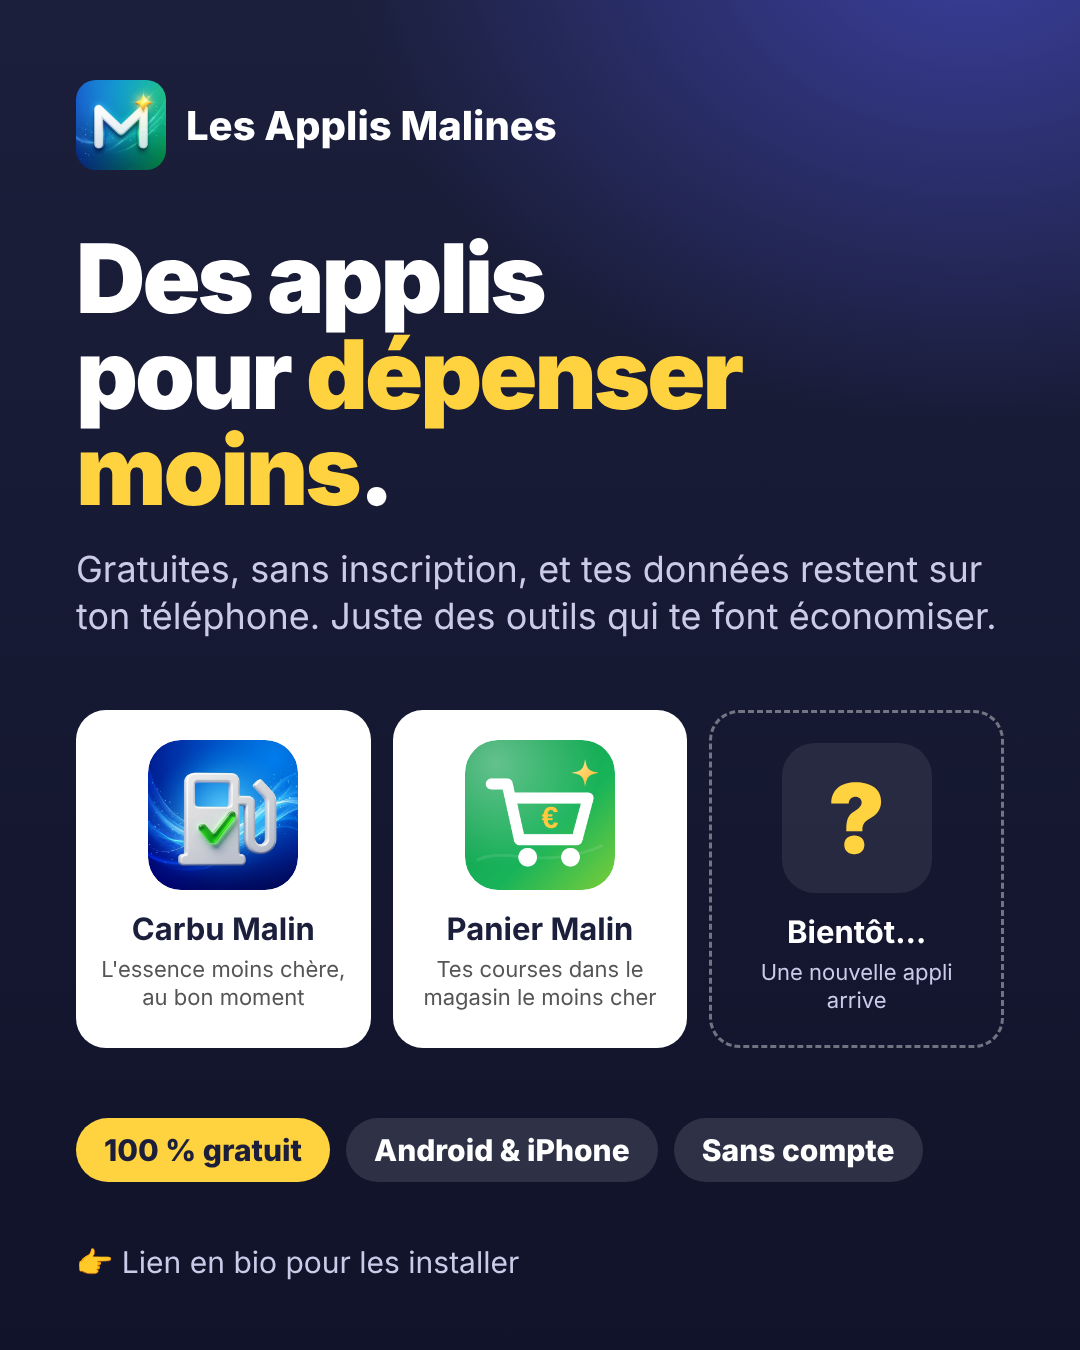 M
Les Applis Malines
Des applis
pour dépenser
moins.
Gratuites, sans inscription, et tes données restent sur
ton téléphone. Juste des outils qui te font économiser.
€
?
Carbu Malin
L'essence moins chère,
au bon moment
Panier Malin
Tes courses dans le
magasin le moins cher
Bientôt...
Une nouvelle appli
arrive
100 % gratuit
Android & iPhone
Sans compte
👉 Lien en bio pour les installer